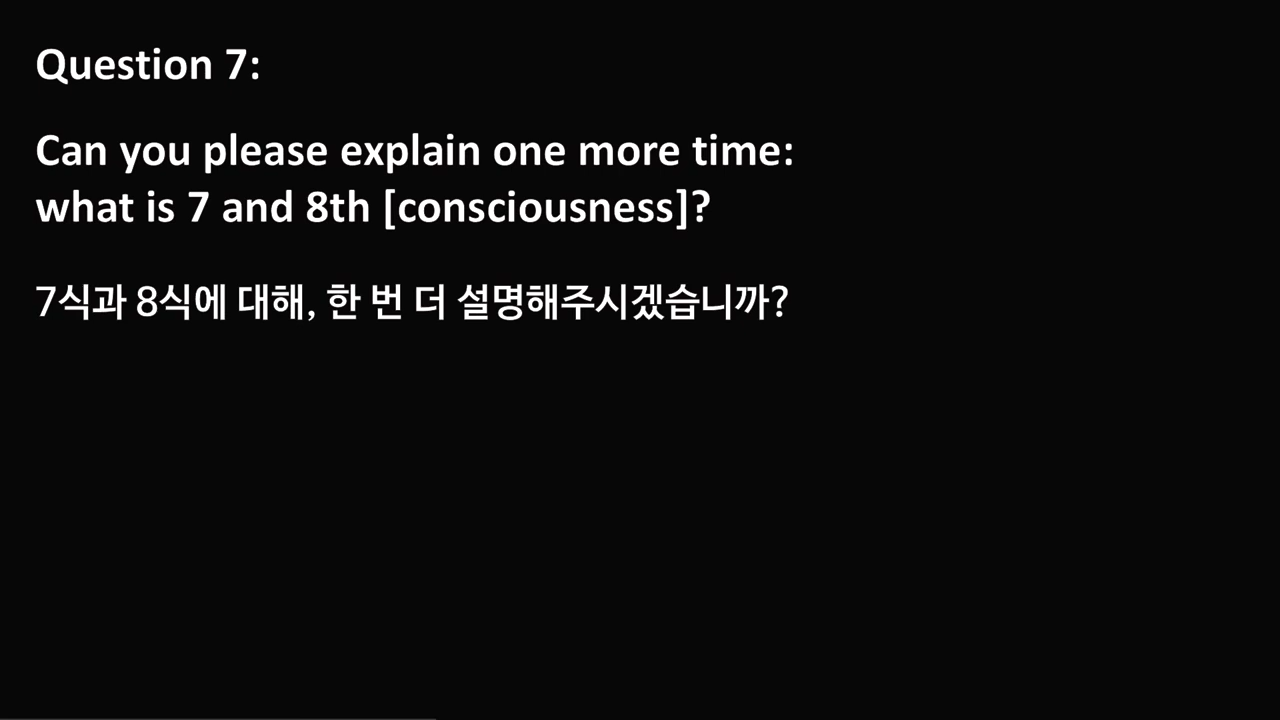 Question 7:
Can you please explain one more time:
what is 7 and 8th [consciousness]?
7식과 8식에 대해, 한 번 더 설명해주시겠습니까?